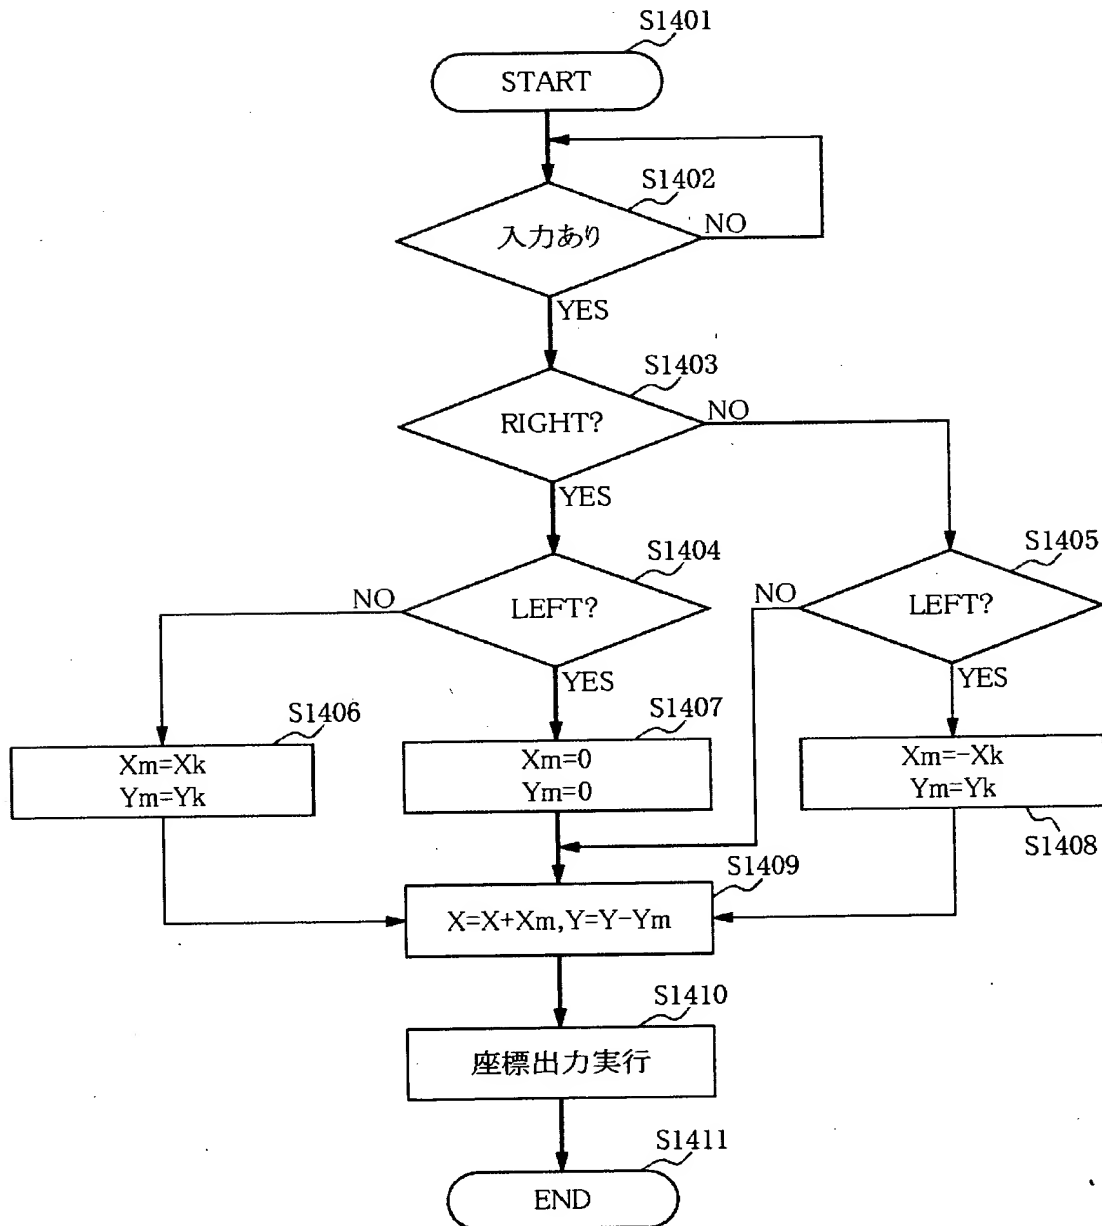 S1401
START
S1402
入力あり
NO
YES
S1403
RIGHT?
NO
YES
S1404
S1405
NO
LEFT?
NO
LEFT?
YES
YES
S1406
S1407
Xm=Xk
Ym=Yk
Xm=0
Ym=0
Xm=-Xk
Ym=Yk
S1408
S1409
X=X+Xm,Y=Y-Ym
S1410
座標出力実行
S1411
END